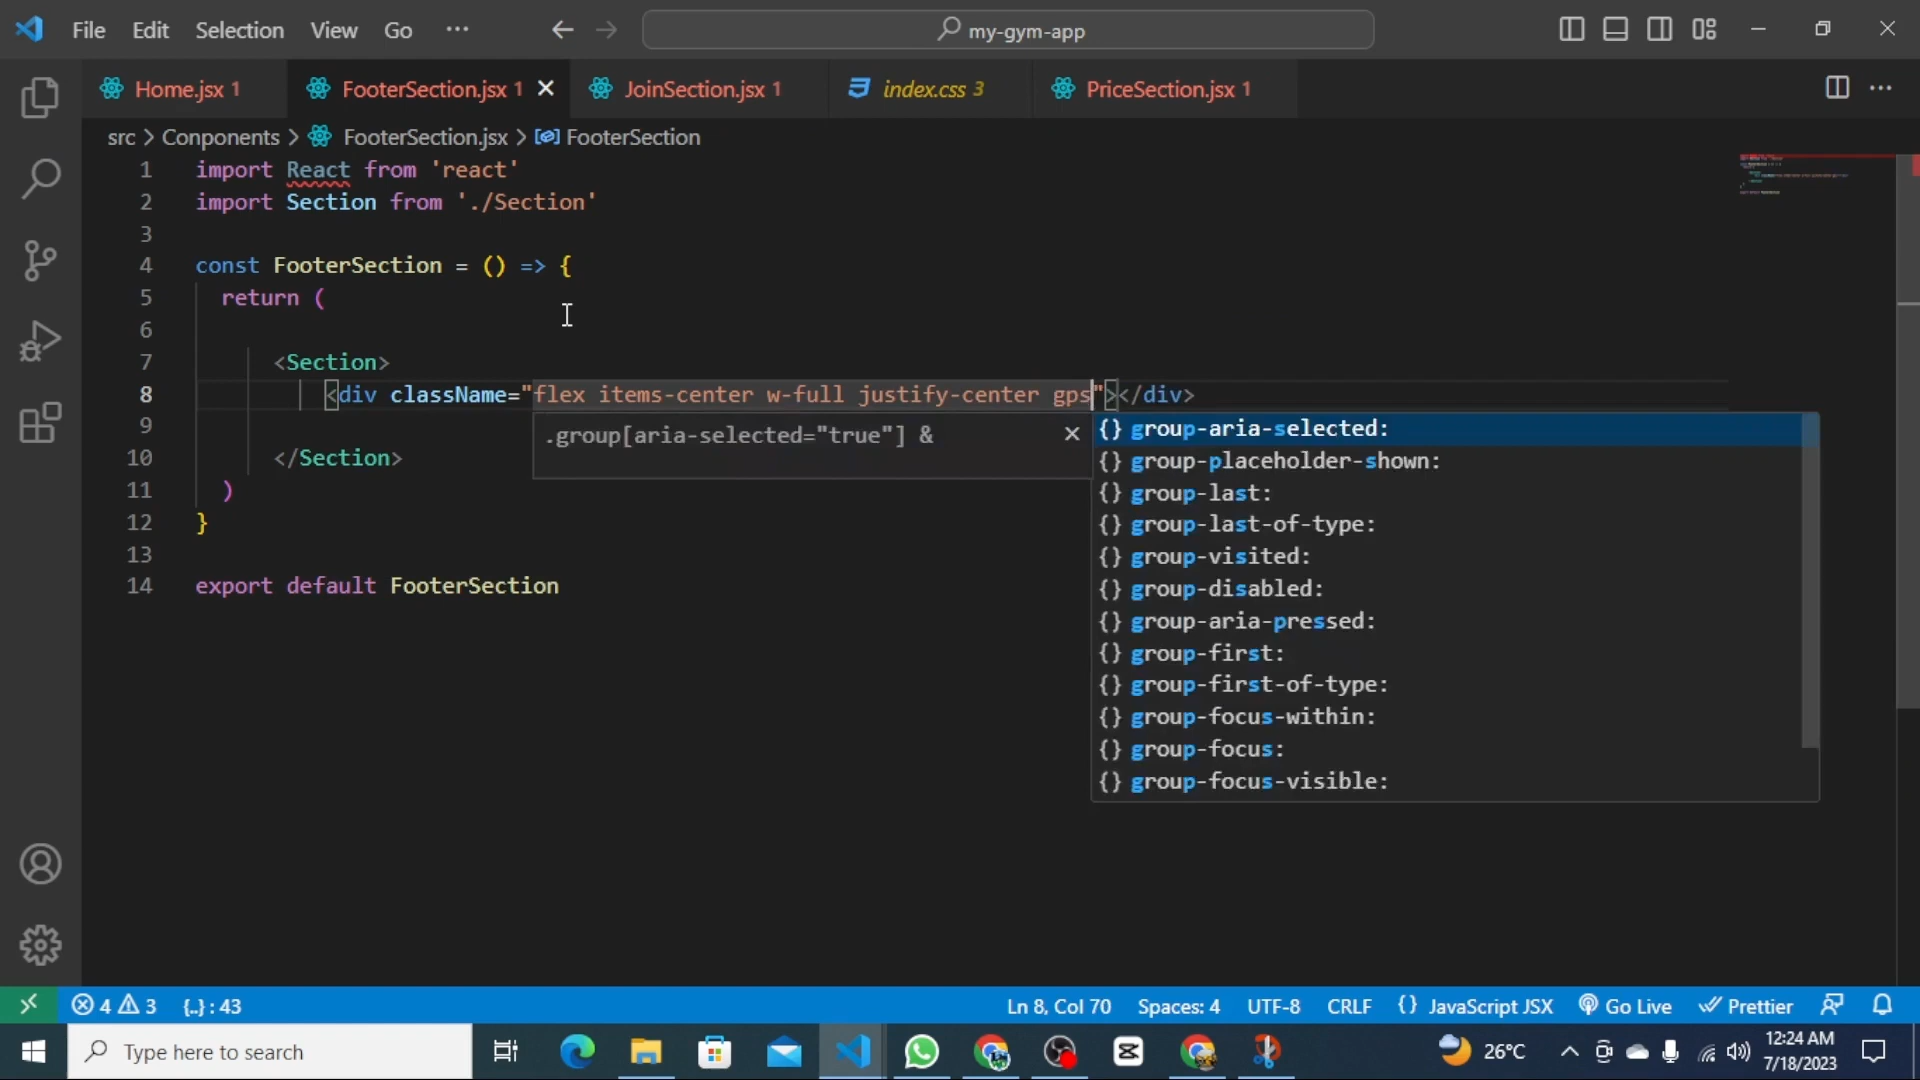 File Edit Selection View Go ···
my-gym-app
Home.jsx 1
FooterSection.jsx 1
JoinSection.jsx 1
index.css 3
PriceSection.jsx 1
src > Conponents > FooterSection.jsx > FooterSection
1 import React from 'react'
2 import Section from './Section'
3
4 const FooterSection = () => {
5 return (
6
7 <Section>
8 <div className="flex items-center w-full justify-center gps"></div>
9
10 </Section>
11 )
12 }
13
14 export default FooterSection
.group[aria-selected="true"] &
{} group-aria-selected:
{} group-placeholder-shown:
{} group-last:
{} group-last-of-type:
{} group-visited:
{} group-disabled:
{} group-aria-pressed:
{} group-first:
{} group-first-of-type:
{} group-focus-within:
{} group-focus:
{} group-focus-visible:
4 3 {..} : 43
Ln 8, Col 70 Spaces: 4 UTF-8 CRLF {} JavaScript JSX Go Live Prettier
Type here to search
26°C
12:24 AM
7/18/2023